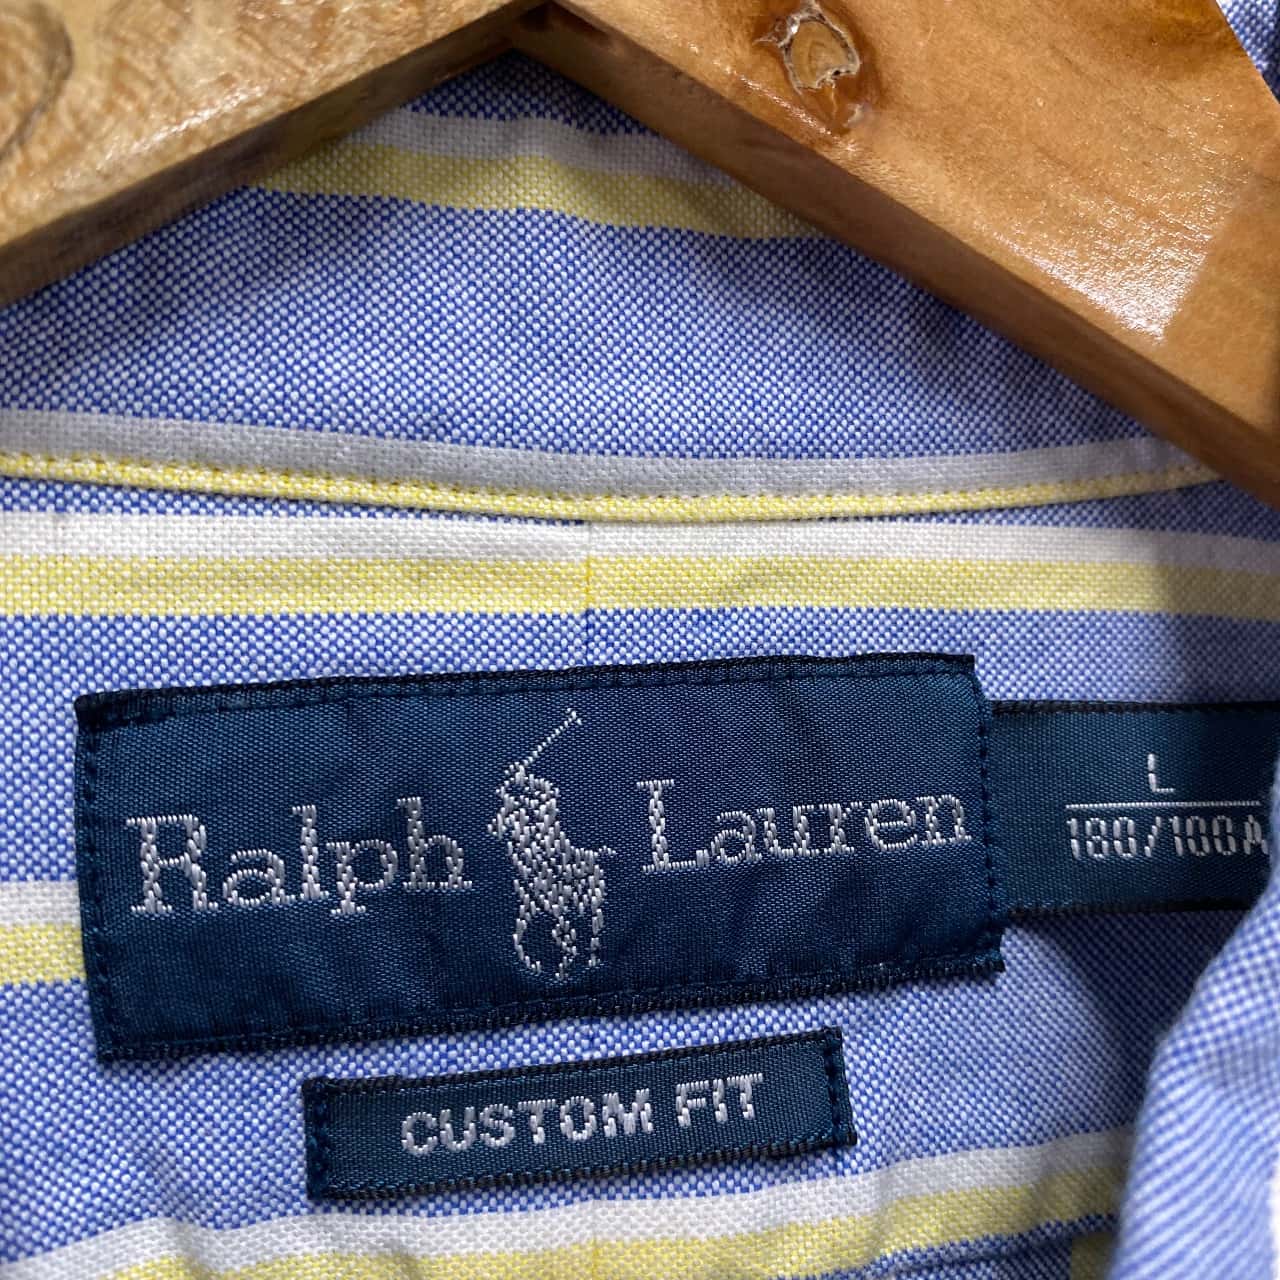 Ralph Lauren
L
180/100A
CUSTOM FIT